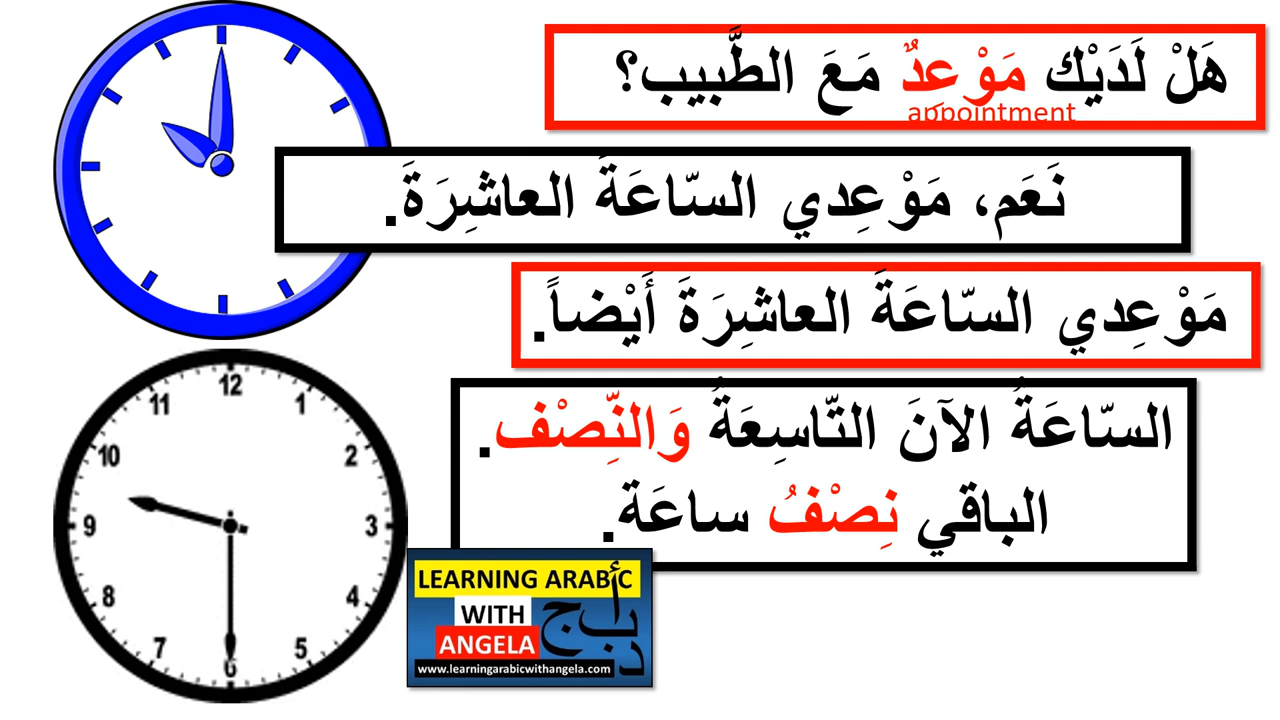 هَلْ لَدَيْك مَوْعِدٌ مَعَ الطَّبيب؟
appointment
نَعَم، مَوْعِدي السّاعَةَ العاشِرَةَ.
مَوْعِدي السّاعَةَ العاشِرَةَ أَيْضاً.
السّاعَةُ الآنَ التّاسِعَةُ وَالنِّصْف.
الباقي نِصْفُ ساعَة.
12
1
2
3
4
5
6
7
8
9
10
11
LEARNING ARABIC
WITH
ANGELA
أ ب ج د
www.learningarabicwithangela.com